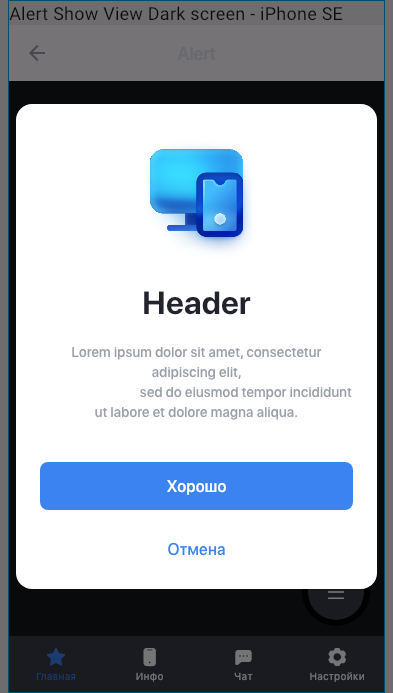 Alert Show View Dark screen - iPhone SE
Alert
Header
Lorem ipsum dolor sit amet, consectetur
adipiscing elit,
sed do eiusmod tempor incididunt
ut labore et dolore magna aliqua.
Хорошо
Отмена
Главная
Инфо
Чат
Настройки